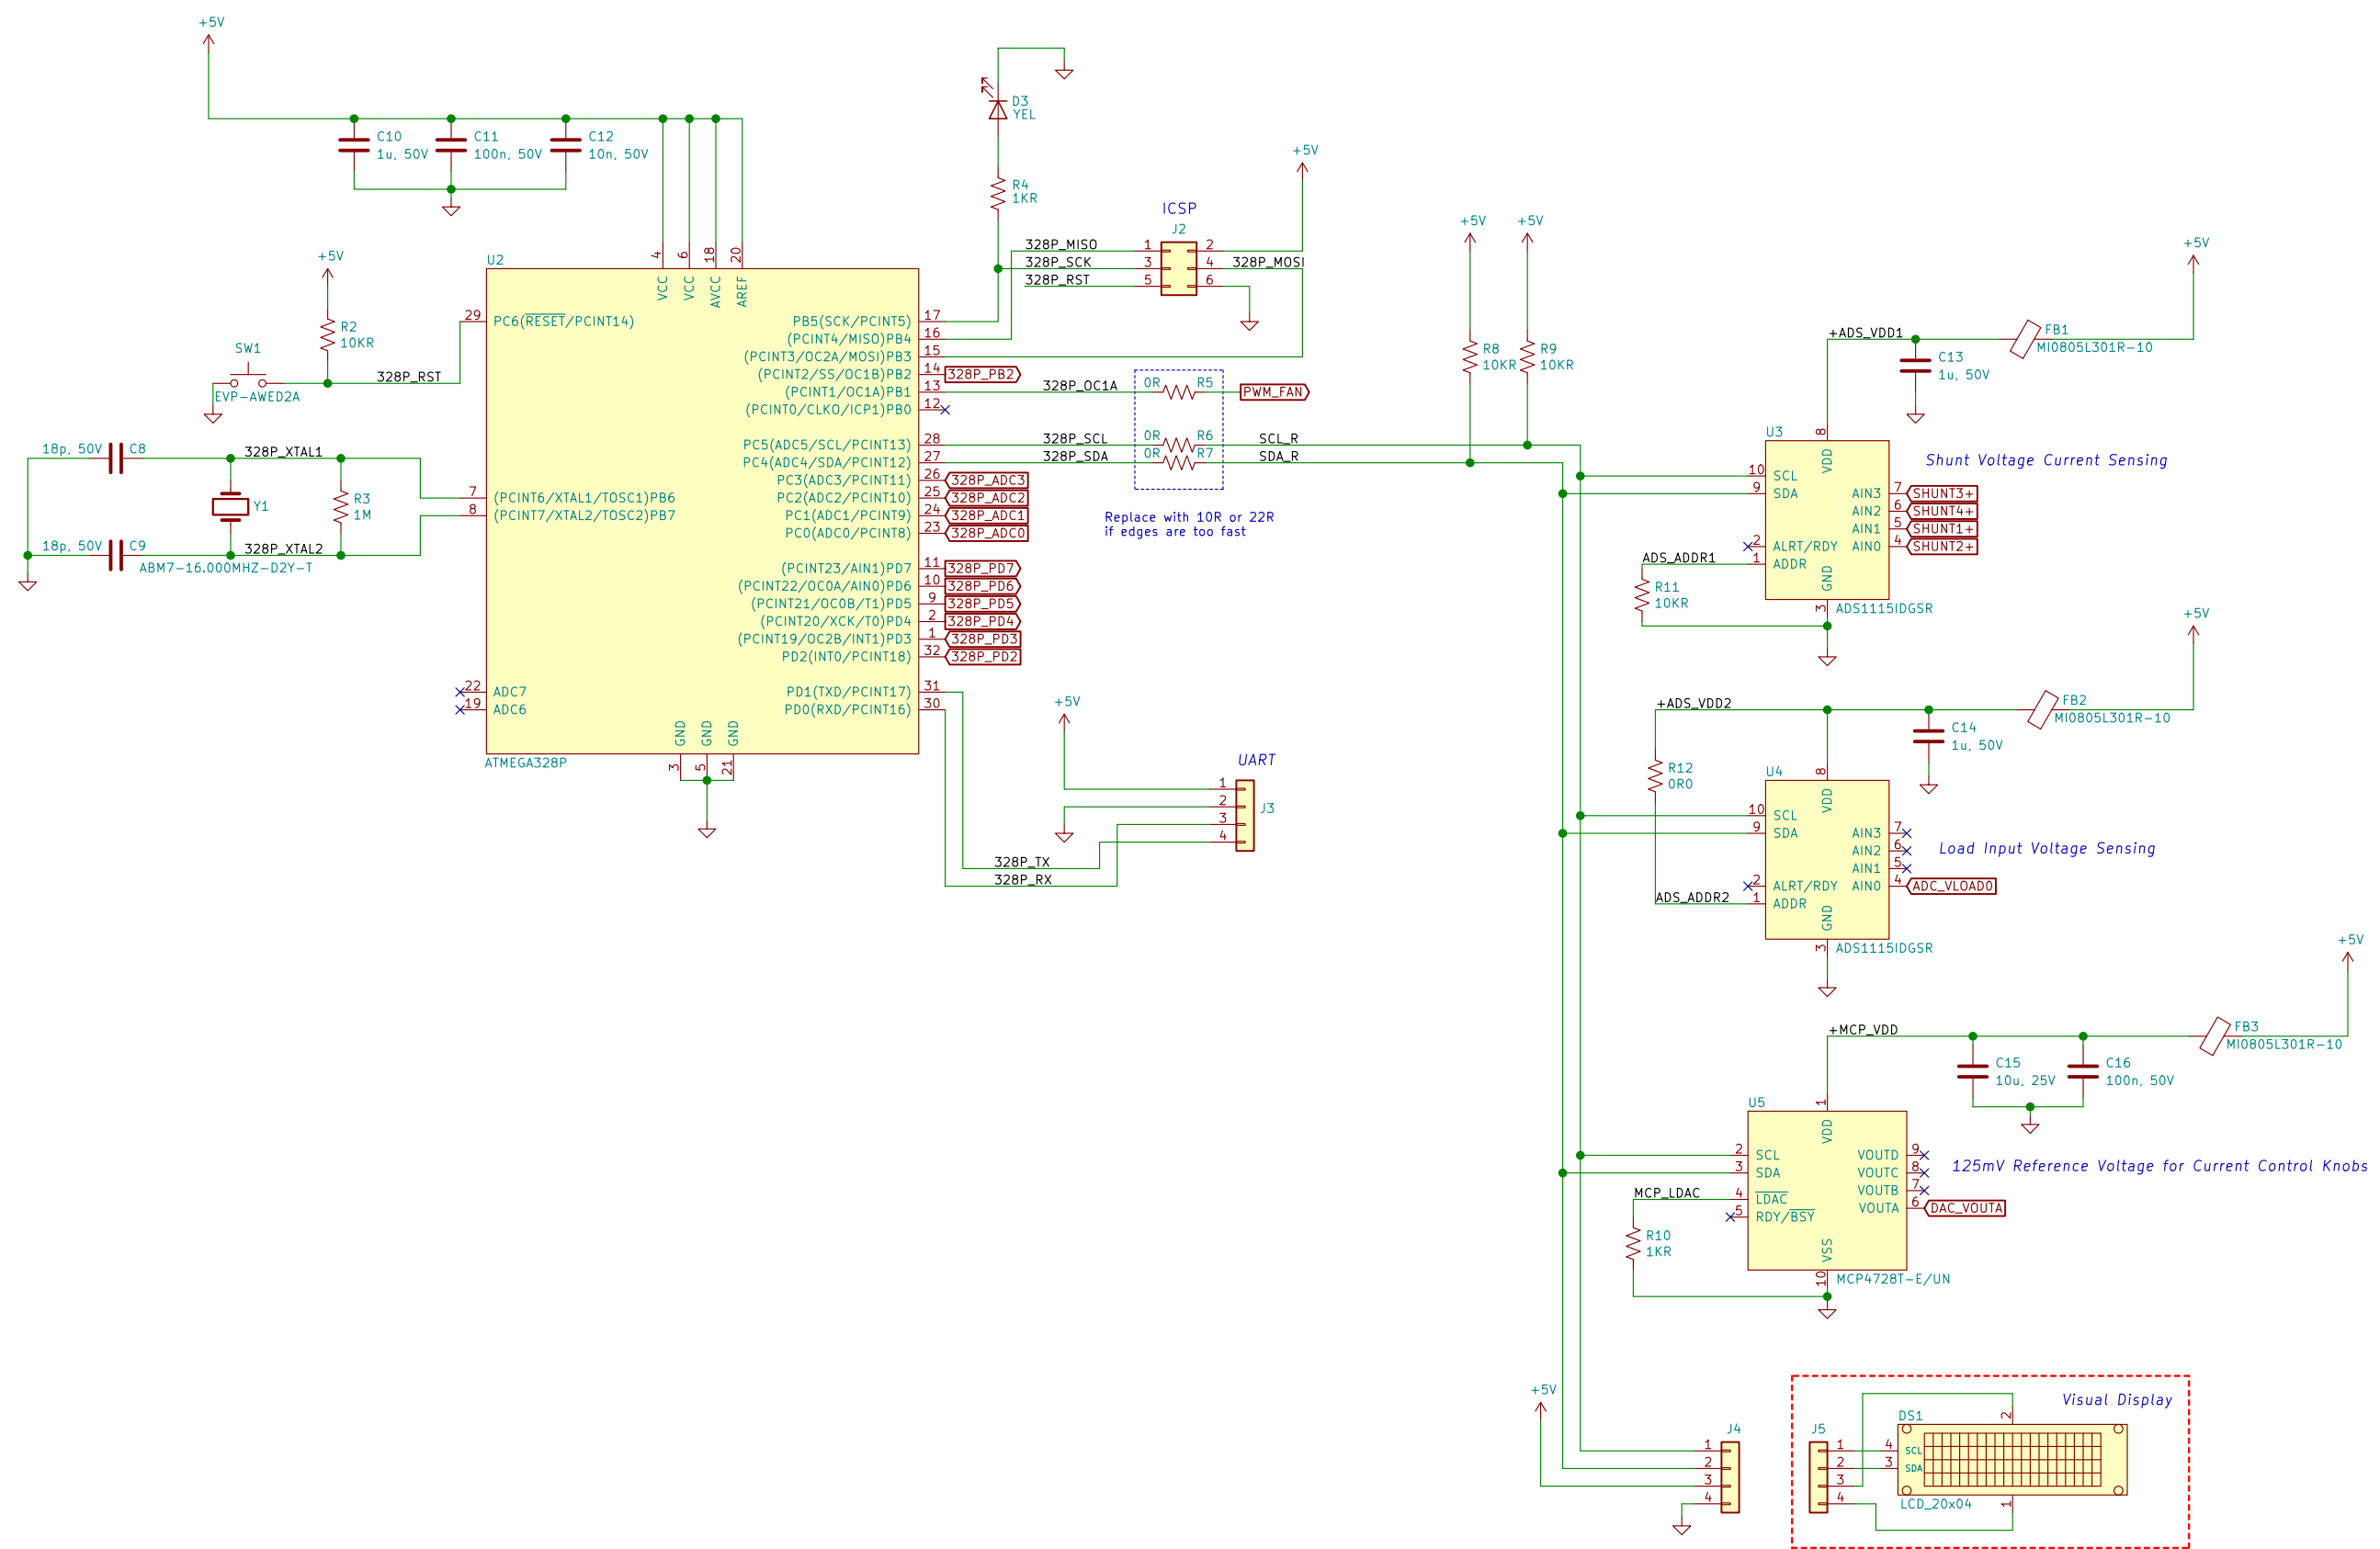 +5V
C10
1u, 50V
C11
100n, 50V
C12
10n, 50V
D3
YEL
R4
1KR
+5V
R2
10KR
SW1
EVP-AWED2A
328P_RST
18p, 50V
C8
328P_XTAL1
Y1
R3
1M
18p, 50V
C9
328P_XTAL2
ABM7-16.000MHZ-D2Y-T
U2
4
6
18
20
VCC
VCC
AVCC
AREF
29
PC6(RESET/PCINT14)
7
(PCINT6/XTAL1/TOSC1)PB6
8
(PCINT7/XTAL2/TOSC2)PB7
22
ADC7
19
ADC6
PB5(SCK/PCINT5)
17
(PCINT4/MISO)PB4
16
(PCINT3/OC2A/MOSI)PB3
15
(PCINT2/SS/OC1B)PB2
14
328P_PB2
(PCINT1/OC1A)PB1
13
(PCINT0/CLKO/ICP1)PB0
12
PC5(ADC5/SCL/PCINT13)
28
PC4(ADC4/SDA/PCINT12)
27
PC3(ADC3/PCINT11)
26
328P_ADC3
PC2(ADC2/PCINT10)
25
328P_ADC2
PC1(ADC1/PCINT9)
24
328P_ADC1
PC0(ADC0/PCINT8)
23
328P_ADC0
(PCINT23/AIN1)PD7
11
328P_PD7
(PCINT22/OC0A/AIN0)PD6
10
328P_PD6
(PCINT21/OC0B/T1)PD5
9
328P_PD5
(PCINT20/XCK/T0)PD4
2
328P_PD4
(PCINT19/OC2B/INT1)PD3
1
328P_PD3
PD2(INT0/PCINT18)
32
328P_PD2
PD1(TXD/PCINT17)
31
PD0(RXD/PCINT16)
30
GND
GND
GND
3
5
21
ATMEGA328P
+5V
ICSP
J2
328P_MISO
1
2
328P_SCK
3
4
328P_MOSI
328P_RST
5
6
328P_OC1A
0R
R5
PWM_FAN
328P_SCL
0R
R6
SCL_R
328P_SDA
0R
R7
SDA_R
Replace with 10R or 22R
if edges are too fast
+5V
UART
1
2
3
4
J3
328P_TX
328P_RX
+5V
R8
10KR
+5V
R9
10KR
+5V
+ADS_VDD1
FB1
MI0805L301R-10
C13
1u, 50V
U3
8
VDD
10
SCL
9
SDA
2
ALRT/RDY
1
ADDR
AIN3
7
SHUNT3+
AIN2
6
SHUNT4+
AIN1
5
SHUNT1+
AIN0
4
SHUNT2+
GND
3
ADS1115IDGSR
Shunt Voltage Current Sensing
ADS_ADDR1
R11
10KR
+5V
+ADS_VDD2
FB2
MI0805L301R-10
C14
1u, 50V
R12
0R0
U4
8
VDD
10
SCL
9
SDA
2
ALRT/RDY
1
ADDR
AIN3
7
AIN2
6
AIN1
5
AIN0
4
ADC_VLOAD0
GND
3
ADS1115IDGSR
Load Input Voltage Sensing
ADS_ADDR2
+5V
+MCP_VDD
FB3
MI0805L301R-10
C15
10u, 25V
C16
100n, 50V
U5
1
VDD
2
SCL
3
SDA
4
LDAC
5
RDY/BSY
VOUTD
9
VOUTC
8
VOUTB
7
VOUTA
6
DAC_VOUTA
VSS
10
MCP4728T-E/UN
125mV Reference Voltage for Current Control Knobs
MCP_LDAC
R10
1KR
+5V
J4
1
2
3
4
Visual Display
J5
1
2
3
4
DS1
2
4
SCL
3
SDA
1
LCD_20x04